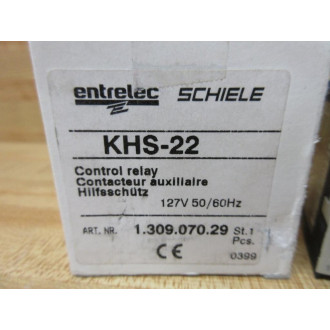 entrelec SCHIELE
KHS-22
Control relay
Contacteur auxiliaire
Hilfsschütz
127V 50/60Hz
ART. NR. 1.309.070.29 St.1
Pcs.
CE 0399